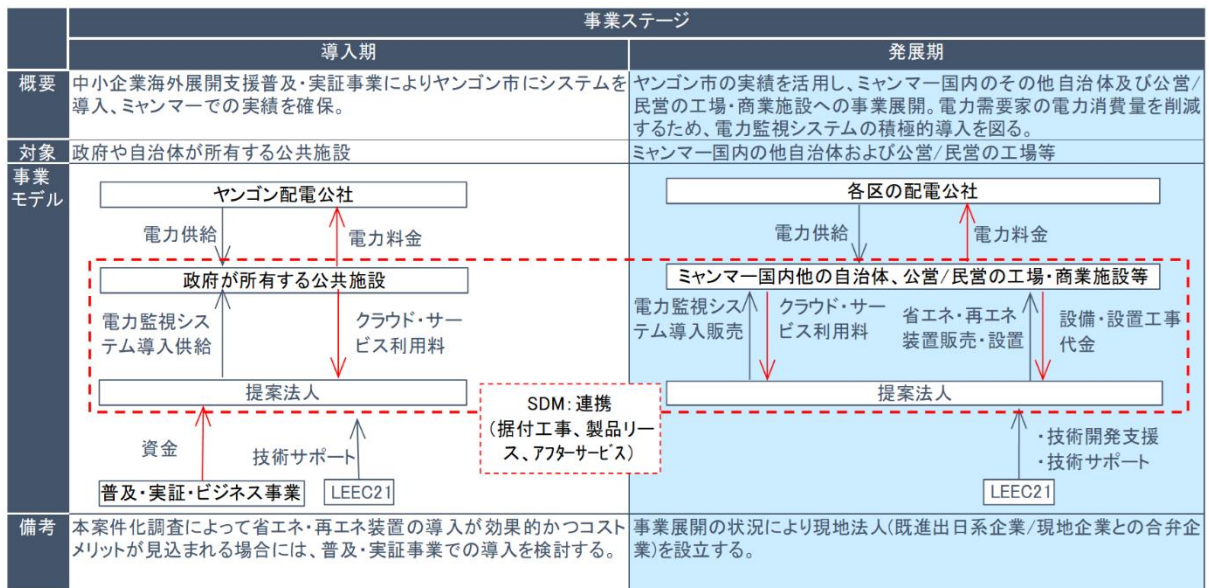 事業ステージ
導入期
発展期
概要
中小企業海外展開支援普及・実証事業によりヤンゴン市にシステムを
導入、ミャンマーでの実績を確保。
ヤンゴン市の実績を活用し、ミャンマー国内のその他自治体及び公営/
民営の工場・商業施設への事業展開。電力需要家の電力消費量を削減
するため、電力監視システムの積極的導入を図る。
対象
政府や自治体が所有する公共施設
ミャンマー国内の他自治体および公営/民営の工場等
事業
モデル
ヤンゴン配電公社
電力供給
電力料金
政府が所有する公共施設
電力監視シス
テム導入供給
クラウド・サー
ビス利用料
提案法人
資金
技術サポート
普及・実証・ビジネス事業
LEEC21
SDM:連携
(据付工事、製品リー
ス、アフターサービス)
各区の配電公社
電力供給
電力料金
ミャンマー国内他の自治体、公営/民営の工場・商業施設等
電力監視シス
テム導入販売
クラウド・サー
ビス利用料
省エネ・再エネ
装置販売・設置
設備・設置工事
代金
提案法人
・技術開発支援
・技術サポート
LEEC21
備考
本案件化調査によって省エネ・再エネ装置の導入が効果的かつコスト
メリットが見込まれる場合には、普及・実証事業での導入を検討する。
事業展開の状況により現地法人(既進出日系企業/現地企業との合弁企
業)を設立する。